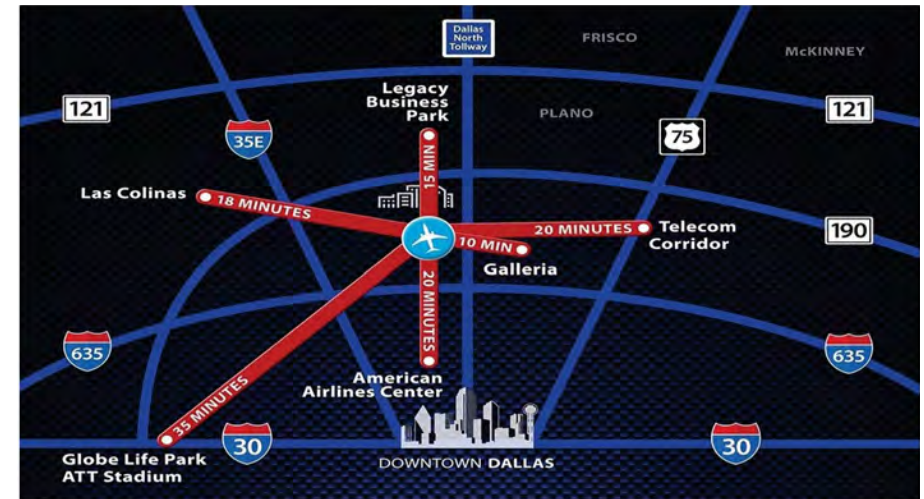 Dallas
North
Tollway
FRISCO
McKINNEY
Legacy
Business
Park
121
PLANO
121
35E
75
15 MIN
Las Colinas
18 MINUTES
20 MINUTES
Telecom
Corridor
190
10 MIN
Galleria
20 MINUTES
635
635
American
Airlines Center
35 MINUTES
30
30
Globe Life Park
ATT Stadium
DOWNTOWN DALLAS